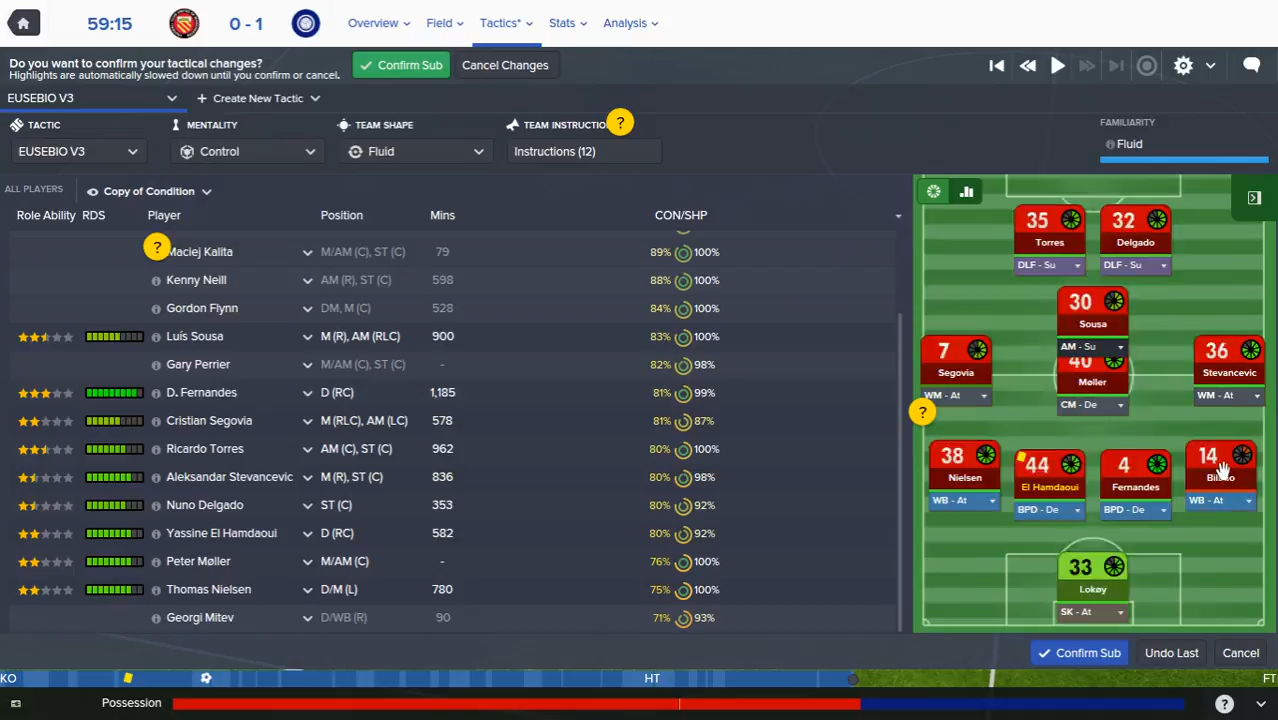 59:15 0 - 1 Overview Field Tactics* Stats Analysis
Do you want to confirm your tactical changes?
Highlights are automatically slowed down until you confirm or cancel.
Confirm Sub Cancel Changes
EUSEBIO V3 + Create New Tactic
TACTIC MENTALITY TEAM SHAPE TEAM INSTRUCTIO ? FAMILIARITY
EUSEBIO V3 Control Fluid Instructions (12) Fluid
ALL PLAYERS Copy of Condition
Role Ability RDS Player Position Mins CON/SHP
? Maciej Kalita M/AM (C), ST (C) 79 89% 100%
Kenny Neill AM (R), ST (C) 598 88% 100%
Gordon Flynn DM, M (C) 528 84% 100%
Luís Sousa M (R), AM (RLC) 900 83% 100%
Gary Perrier M/AM (C), ST (C) - 82% 98%
D. Fernandes D (RC) 1,185 81% 99%
Cristian Segovia M (RLC), AM (LC) 578 81% 87%
Ricardo Torres AM (C), ST (C) 962 80% 100%
Aleksandar Stevancevic M (R), ST (C) 836 80% 98%
Nuno Delgado ST (C) 353 80% 92%
Yassine El Hamdaoui D (RC) 582 80% 92%
Peter Møller M/AM (C) - 76% 100%
Thomas Nielsen D/M (L) 780 75% 100%
Georgi Mitev D/WB (R) 90 71% 93%
35 32
Torres Delgado
DLF - Su DLF - Su
30
Sousa
AM - Su
7 40 36
Segovia Møller Stevancevic
WM - At CM - De WM - At
?
38 44 4 14
Nielsen El Hamdaoui Fernandes
WB - At BPD - De BPD - De WB - At
33
Lokøy
SK - At
Confirm Sub Undo Last Cancel
KO HT FT
Possession ?